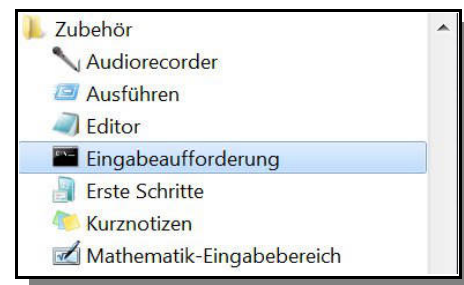 Zubehör
Audiorecorder
Ausführen
Editor
Eingabeaufforderung
Erste Schritte
Kurznotizen
Mathematik-Eingabebereich